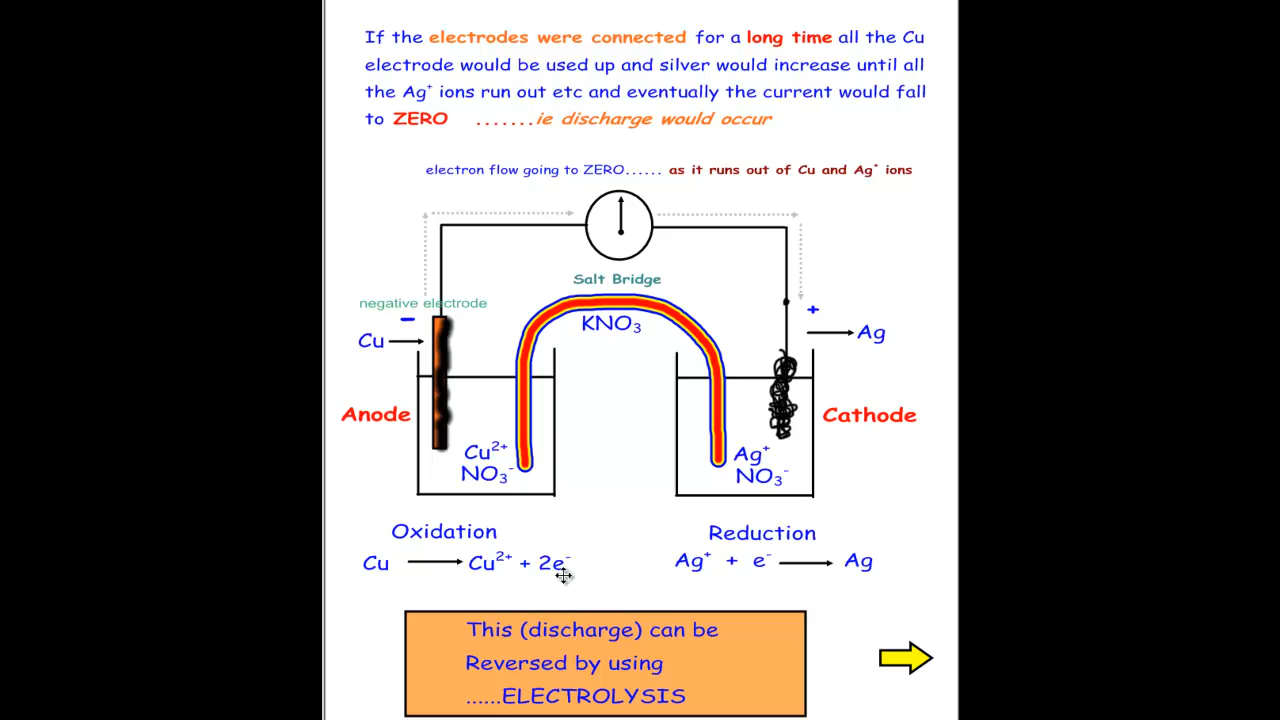 If the electrodes were connected for a long time all the Cu
electrode would be used up and silver would increase until all
the Ag⁺ ions run out etc and eventually the current would fall
to ZERO .......ie discharge would occur
electron flow going to ZERO...... as it runs out of Cu and Ag⁺ ions
Salt Bridge
KNO₃
negative electrode
−
+
Cu
Ag
Anode
Cathode
Cu²⁺
NO₃⁻
Ag⁺
NO₃⁻
Oxidation
Reduction
Cu ⟶ Cu²⁺ + 2e⁻
Ag⁺ + e⁻ ⟶ Ag
This (discharge) can be
Reversed by using
......ELECTROLYSIS